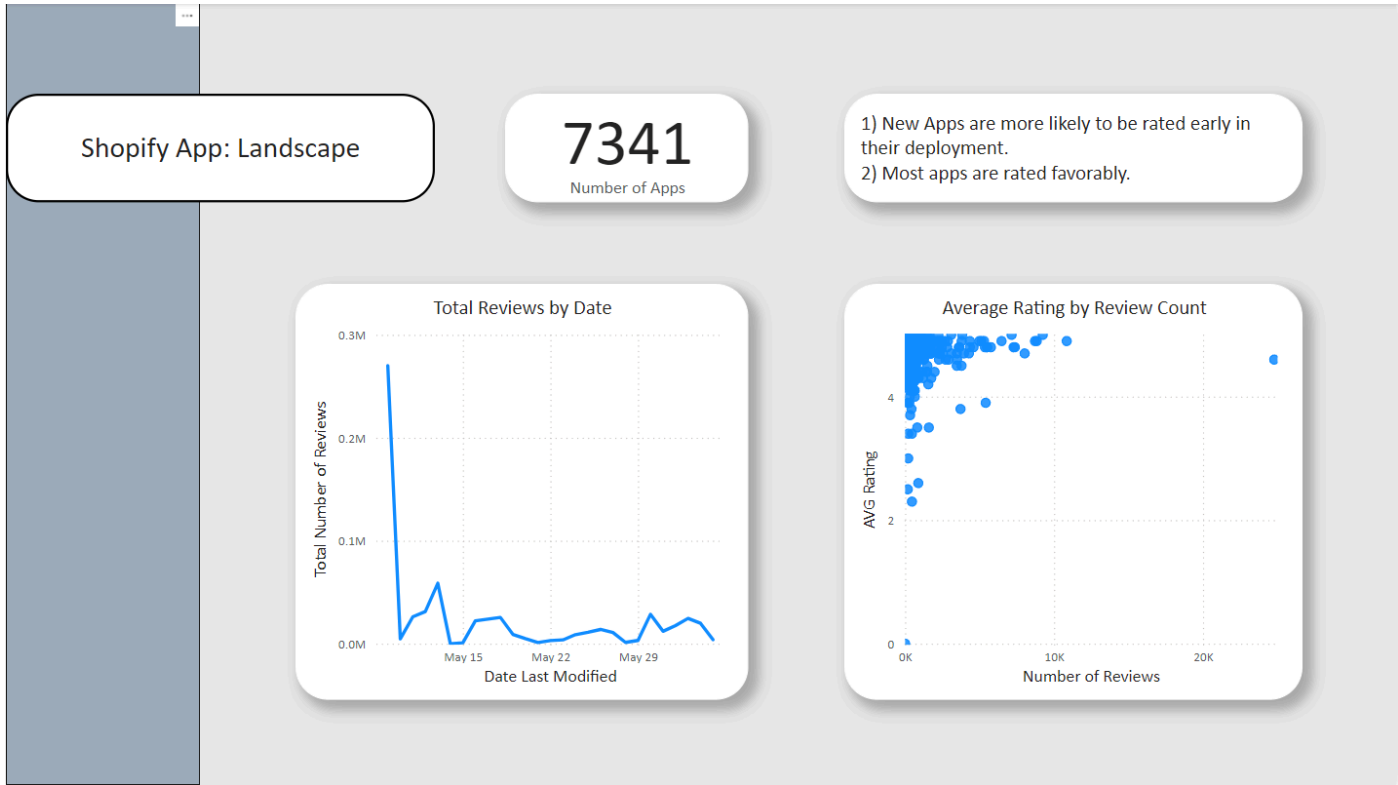 Shopify App: Landscape
7341
Number of Apps
1) New Apps are more likely to be rated early in
their deployment.
2) Most apps are rated favorably.
Total Reviews by Date
Total Number of Reviews
0.3M
0.2M
0.1M
0.0M
May 15
May 22
May 29
Date Last Modified
Average Rating by Review Count
AVG Rating
4
2
0
0K
10K
20K
Number of Reviews